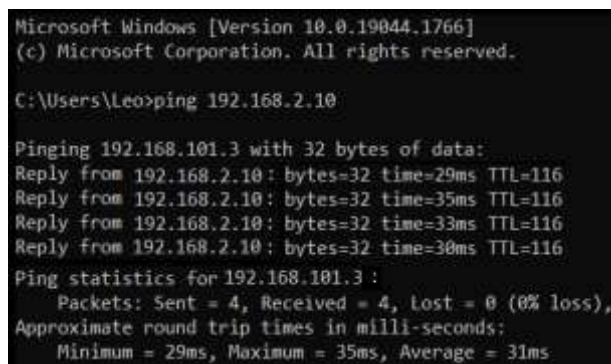 Microsoft Windows [Version 10.0.19044.1766]
(c) Microsoft Corporation. All rights reserved.
C:\Users\Leo>ping 192.168.2.10
Pinging 192.168.101.3 with 32 bytes of data:
Reply from 192.168.2.10: bytes=32 time=29ms TTL=116
Reply from 192.168.2.10: bytes=32 time=35ms TTL=116
Reply from 192.168.2.10: bytes=32 time=33ms TTL=116
Reply from 192.168.2.10: bytes=32 time=30ms TTL=116
Ping statistics for 192.168.101.3 :
    Packets: Sent = 4, Received = 4, Lost = 0 (0% loss),
Approximate round trip times in milli-seconds:
    Minimum = 29ms, Maximum = 35ms, Average = 31ms